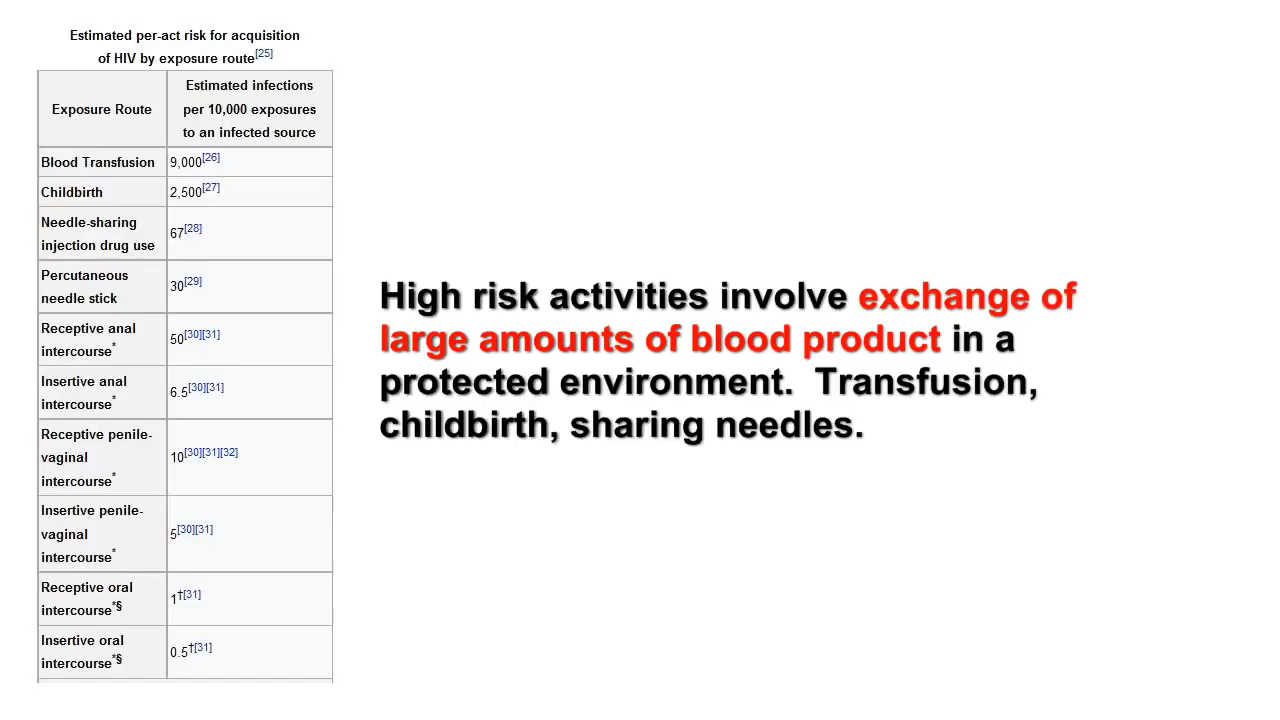 Estimated per-act risk for acquisition
of HIV by exposure route[25]
Exposure Route
Estimated infections
per 10,000 exposures
to an infected source
Blood Transfusion 9,000[26]
Childbirth 2,500[27]
Needle-sharing
injection drug use 67[28]
Percutaneous
needle stick 30[29]
Receptive anal
intercourse* 50[30][31]
Insertive anal
intercourse* 6.5[30][31]
Receptive penile-
vaginal
intercourse* 10[30][31][32]
Insertive penile-
vaginal
intercourse* 5[30][31]
Receptive oral
intercourse*§ 1†[31]
Insertive oral
intercourse*§ 0.5†[31]
High risk activities involve exchange of
large amounts of blood product in a
protected environment.  Transfusion,
childbirth, sharing needles.